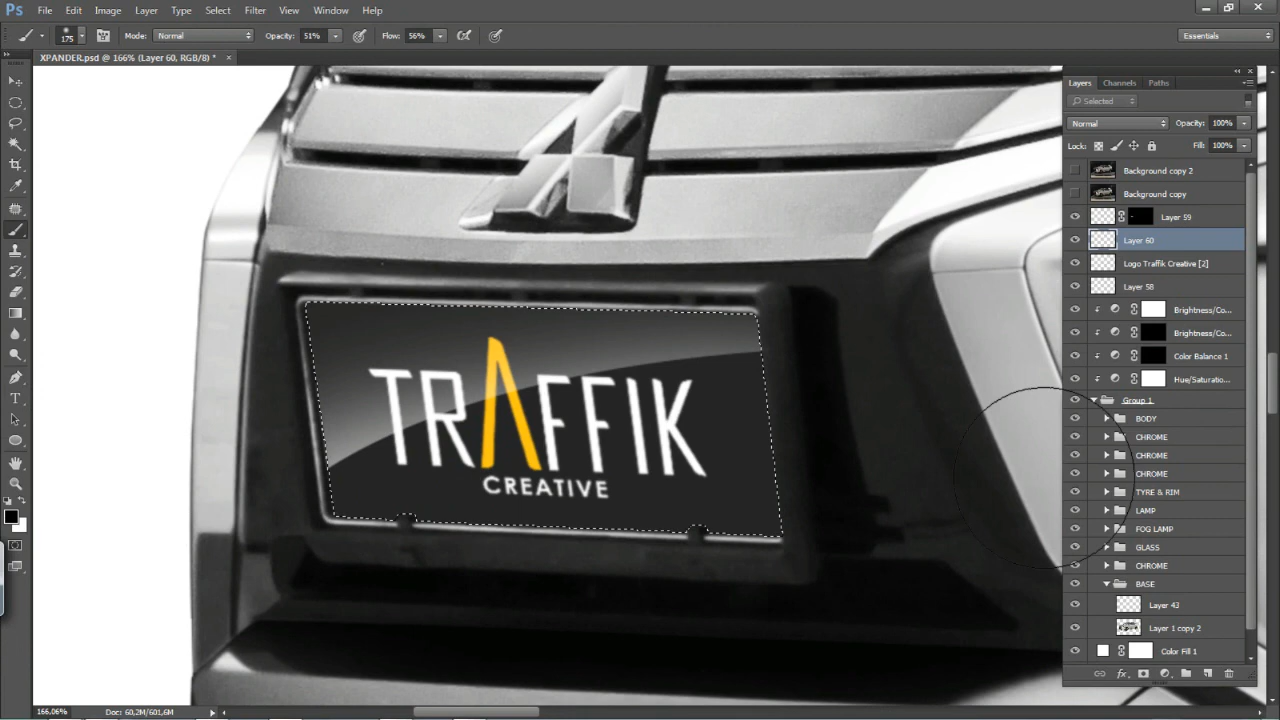 Ps File Edit Image Layer Type Select Filter View Window Help
175 Mode: Normal Opacity: 51% Flow: 56% Essentials
XPANDER.psd @ 166% (Layer 60, RGB/8) * ×
Layers Channels Paths
Selected
Normal Opacity: 100%
Lock: Fill: 100%
Background copy 2
Background copy
Layer 59
Layer 60
Logo Traffik Creative [2]
Layer 58
Brightness/Co...
Brightness/Co...
Color Balance 1
Hue/Saturatio...
Group 1
BODY
CHROME
CHROME
CHROME
TYRE & RIM
LAMP
FOG LAMP
GLASS
CHROME
BASE
Layer 43
Layer 1 copy 2
Color Fill 1
TRAFFIK
CREATIVE
166,06% Doc: 60,2M/601,6M